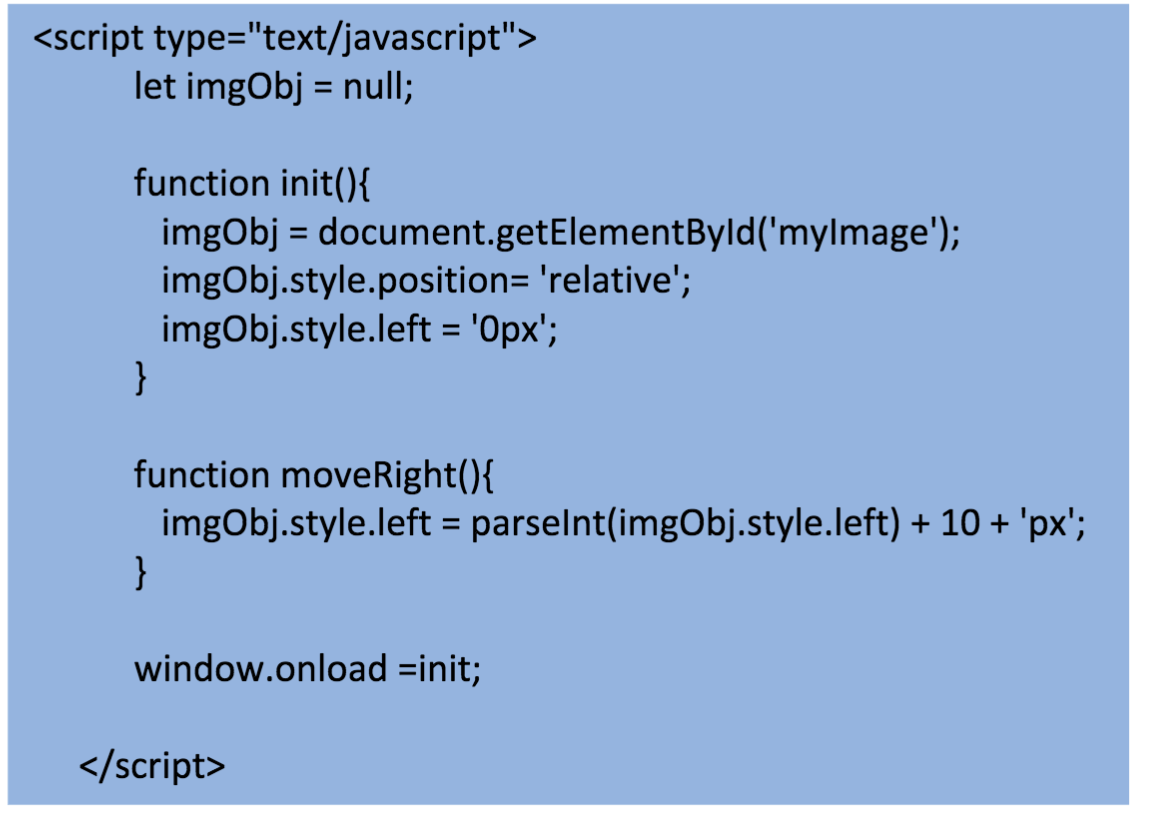 <script type="text/javascript">
let imgObj = null;
function init(){
imgObj = document.getElementById('myImage');
imgObj.style.position= 'relative';
imgObj.style.left = '0px';
}
function moveRight(){
imgObj.style.left = parseInt(imgObj.style.left) + 10 + 'px';
}
window.onload =init;
</script>